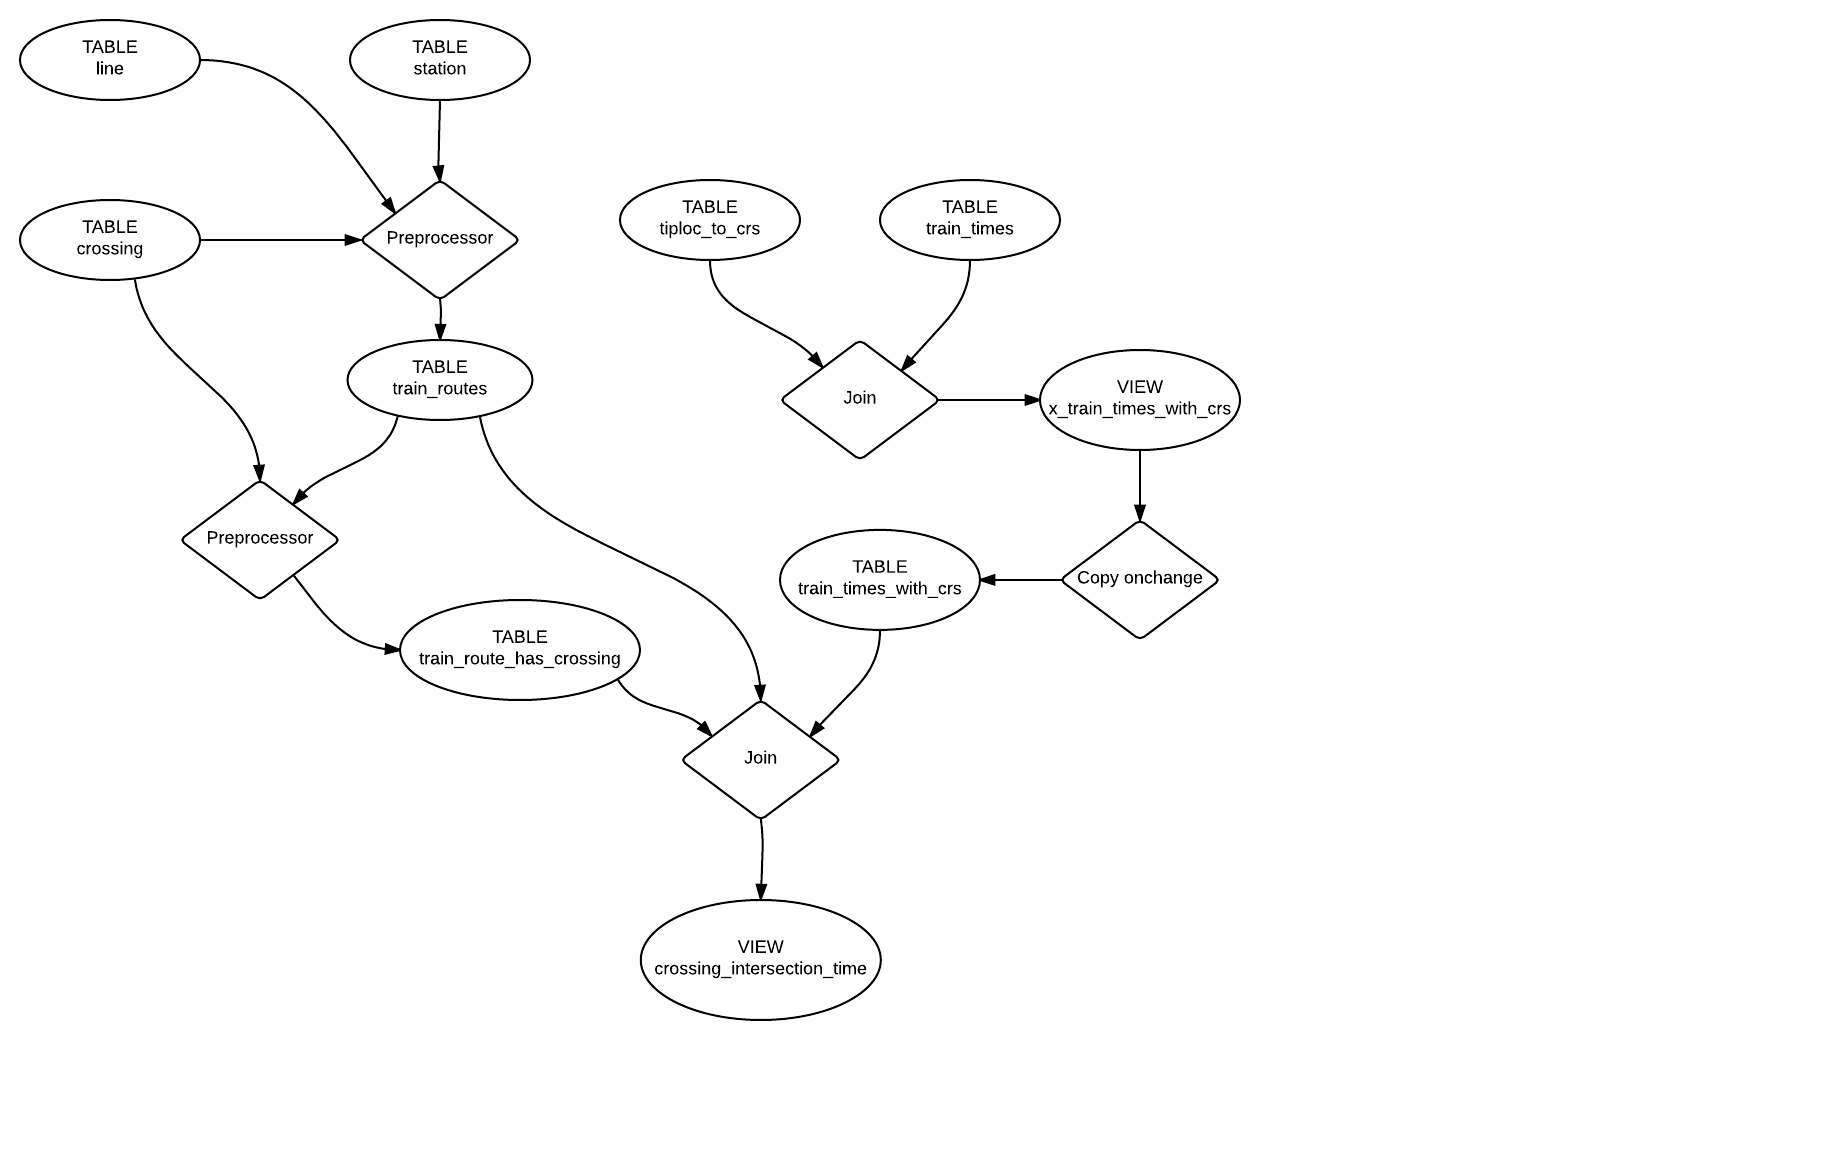 TABLE
line
TABLE
station
TABLE
crossing
Preprocessor
TABLE
tiploc_to_crs
TABLE
train_times
TABLE
train_routes
Join
VIEW
x_train_times_with_crs
Preprocessor
TABLE
train_times_with_crs
Copy onchange
TABLE
train_route_has_crossing
Join
VIEW
crossing_intersection_time